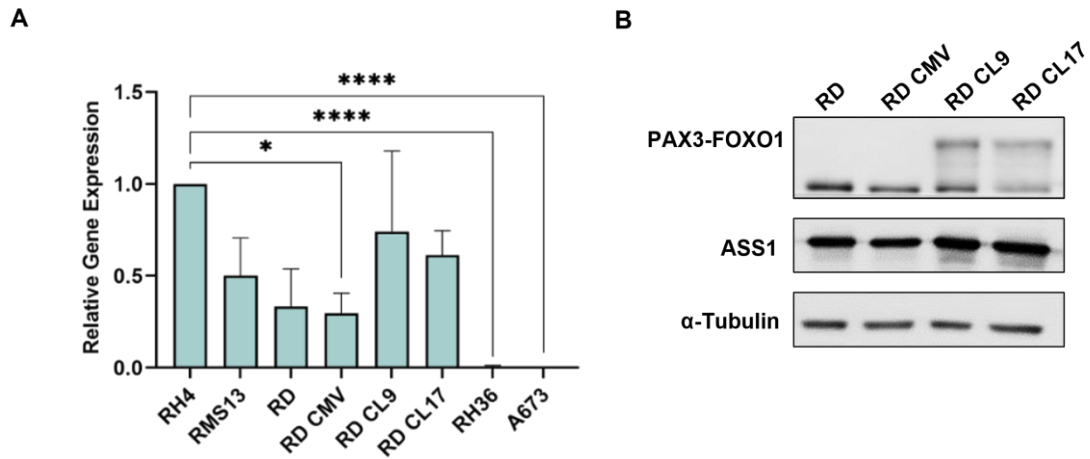 A
B
Relative Gene Expression
1.5
1.0
0.5
0.0
****
****
*
RH4
RMS13
RD
RD CMV
RD CL9
RD CL17
RH36
A673
RD
RD CMV
RD CL9
RD CL17
PAX3-FOXO1
ASS1
α-Tubulin